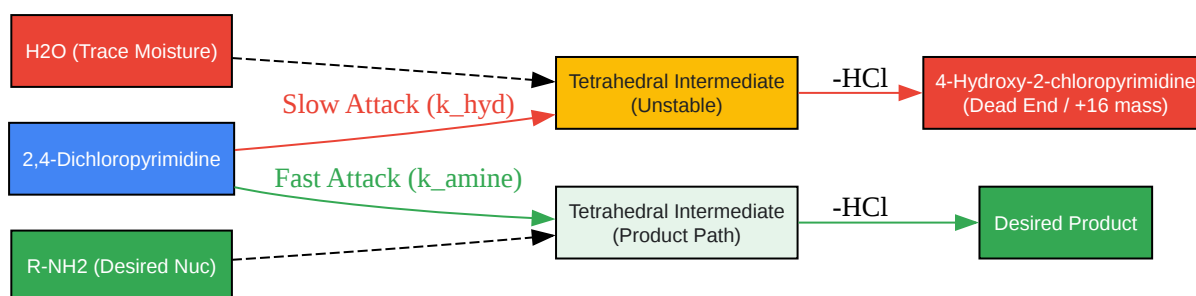 H2O (Trace Moisture)
2,4-Dichloropyrimidine
R-NH2 (Desired Nuc)
Slow Attack (k_hyd)
Fast Attack (k_amine)
Tetrahedral Intermediate
(Unstable)
Tetrahedral Intermediate
(Product Path)
-HCl
-HCl
4-Hydroxy-2-chloropyrimidine
(Dead End / +16 mass)
Desired Product